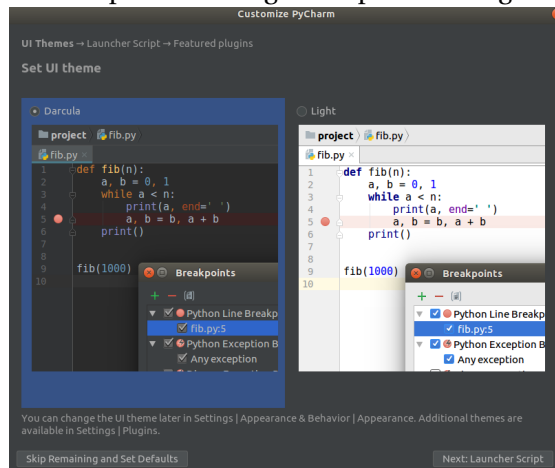 Customize PyCharm
UI Themes → Launcher Script → Featured plugins
Set UI theme
Darcula
project fib.py
fib.py ×
1 def fib(n):
2 a, b = 0, 1
3 while a < n:
4 print(a, end=' ')
5 a, b = b, a + b
6 print()
7
8
9 fib(1000)
10
Breakpoints
Python Line Breakp
fib.py:5
Python Exception B
Any exception
Light
project fib.py
fib.py ×
1 def fib(n):
2 a, b = 0, 1
3 while a < n:
4 print(a, end=' ')
5 a, b = b, a + b
6 print()
7
8
9 fib(1000)
10
Breakpoints
Python Line Breakp
fib.py:5
Python Exception B
Any exception
You can change the UI theme later in Settings | Appearance & Behavior | Appearance. Additional themes are
available in Settings | Plugins.
Skip Remaining and Set Defaults
Next: Launcher Script